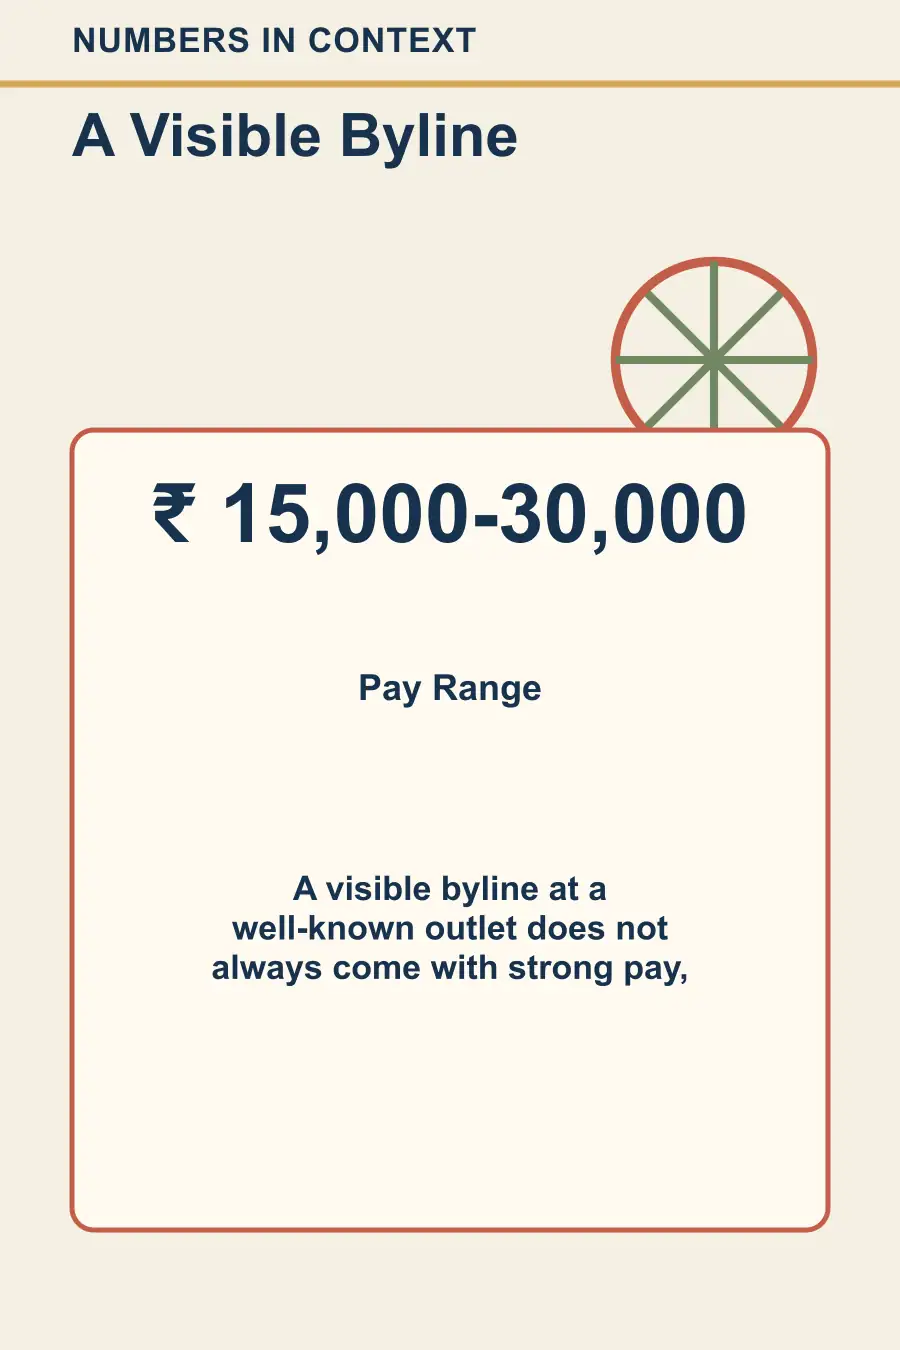 NUMBERS IN CONTEXT
A Visible Byline
₹ 15,000-30,000
Pay Range
A visible byline at a
well-known outlet does not
always come with strong pay,